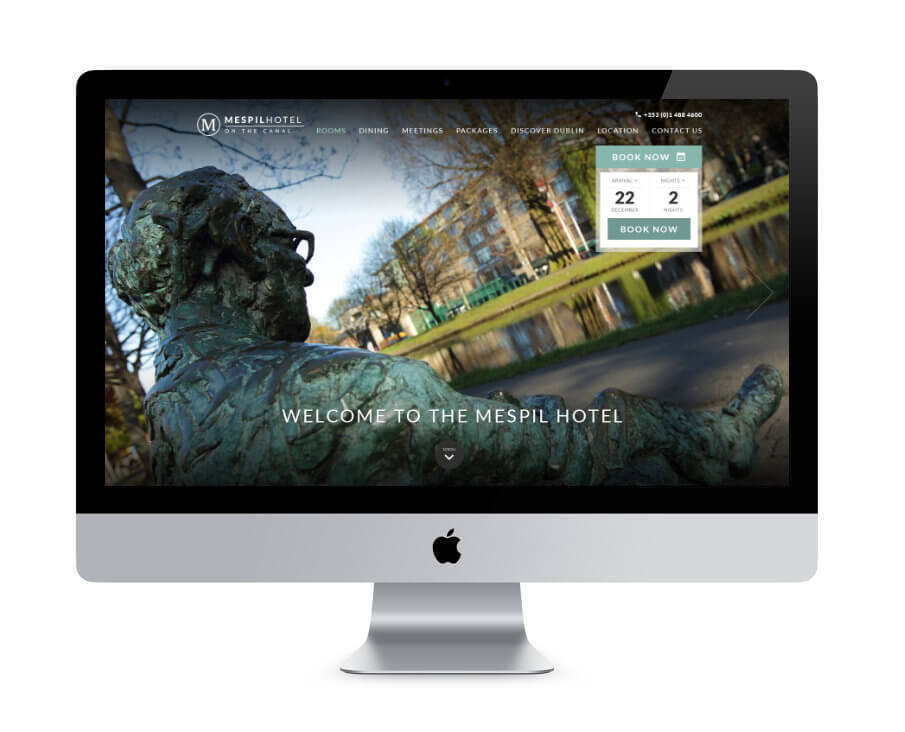 M MESPILHOTEL
ON THE CANAL
+353 (0)1 488 4600
ROOMS DINING MEETINGS PACKAGES DISCOVER DUBLIN LOCATION CONTACT US
BOOK NOW
ARRIVAL NIGHTS
22 2
DECEMBER NIGHTS
BOOK NOW
WELCOME TO THE MESPIL HOTEL
SCROLL